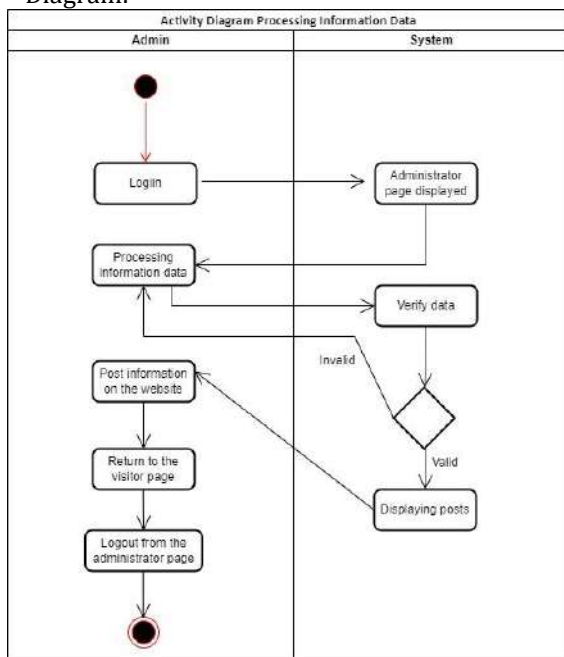 Diagram.
Activity Diagram Processing Information Data
Admin
System
Login
Administrator
page displayed
Processing
information data
Verify data
Invalid
Post information
on the website
Valid
Return to the
visitor page
Displaying posts
Logout from the
administrator page